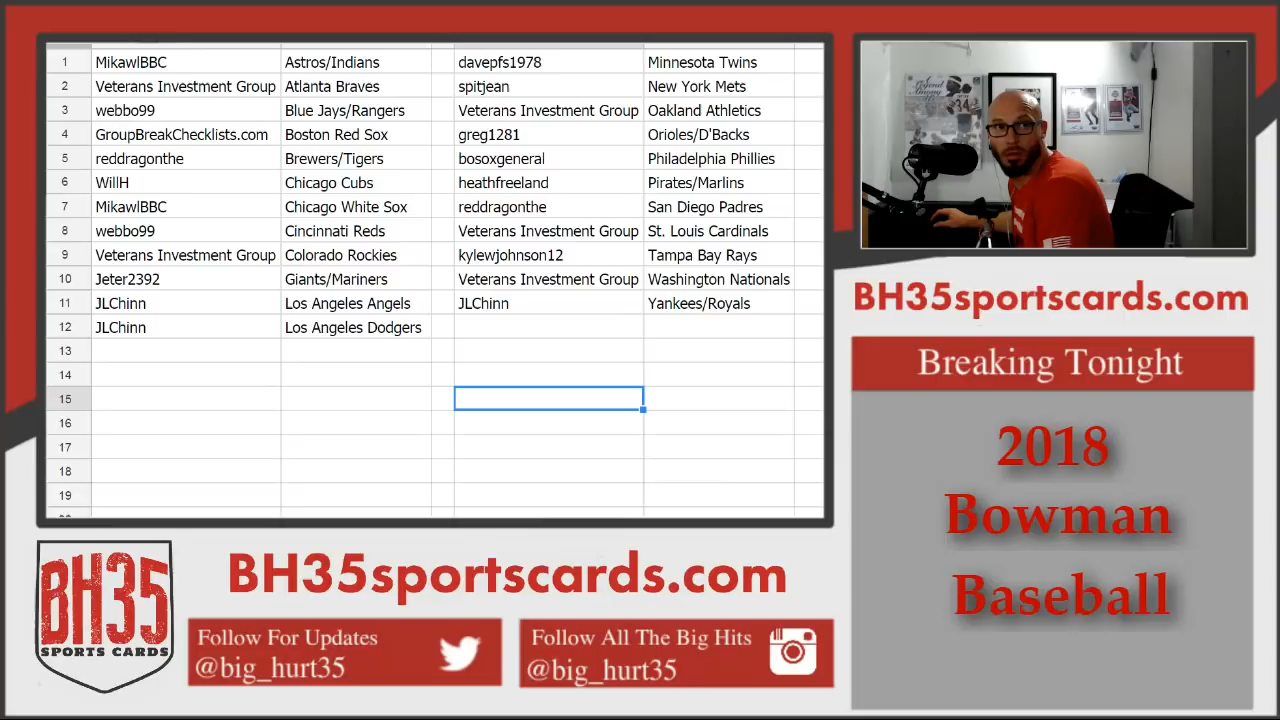 1 MikawlBBC Astros/Indians davepfs1978 Minnesota Twins
2 Veterans Investment Group Atlanta Braves spitjean New York Mets
3 webbo99 Blue Jays/Rangers Veterans Investment Group Oakland Athletics
4 GroupBreakChecklists.com Boston Red Sox greg1281 Orioles/D'Backs
5 reddragonthe Brewers/Tigers bosoxgeneral Philadelphia Phillies
6 WillH Chicago Cubs heathfreeland Pirates/Marlins
7 MikawlBBC Chicago White Sox reddragonthe San Diego Padres
8 webbo99 Cincinnati Reds Veterans Investment Group St. Louis Cardinals
9 Veterans Investment Group Colorado Rockies kylewjohnson12 Tampa Bay Rays
10 Jeter2392 Giants/Mariners Veterans Investment Group Washington Nationals
11 JLChinn Los Angeles Angels JLChinn Yankees/Royals
12 JLChinn Los Angeles Dodgers
13
14
15
16
17
18
19
BH35sportscards.com
Breaking Tonight
2018
Bowman
Baseball
BH35
SPORTS CARDS
BH35sportscards.com
Follow For Updates
@big_hurt35
Follow All The Big Hits
@big_hurt35